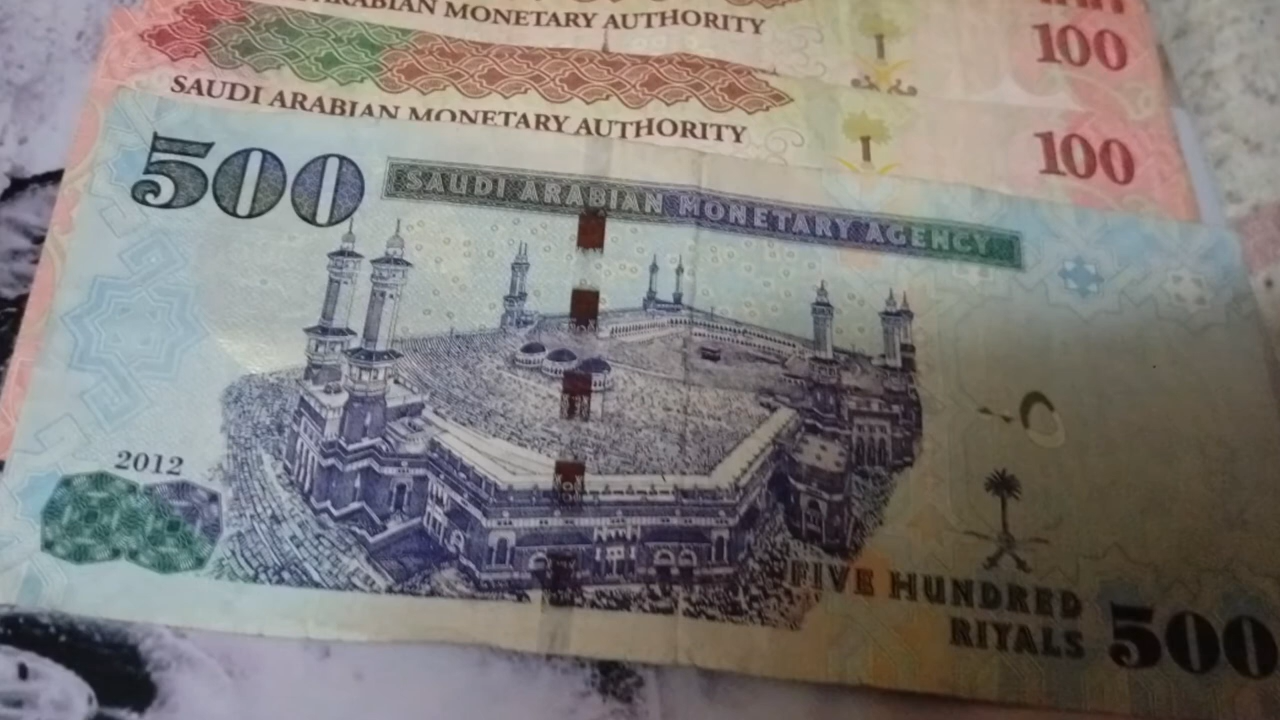 ARABIAN MONETARY AUTHORITY
100
SAUDI ARABIAN MONETARY AUTHORITY
100
500
SAUDI ARABIAN MONETARY AGENCY
2012
FIVE HUNDRED
RIYALS
500